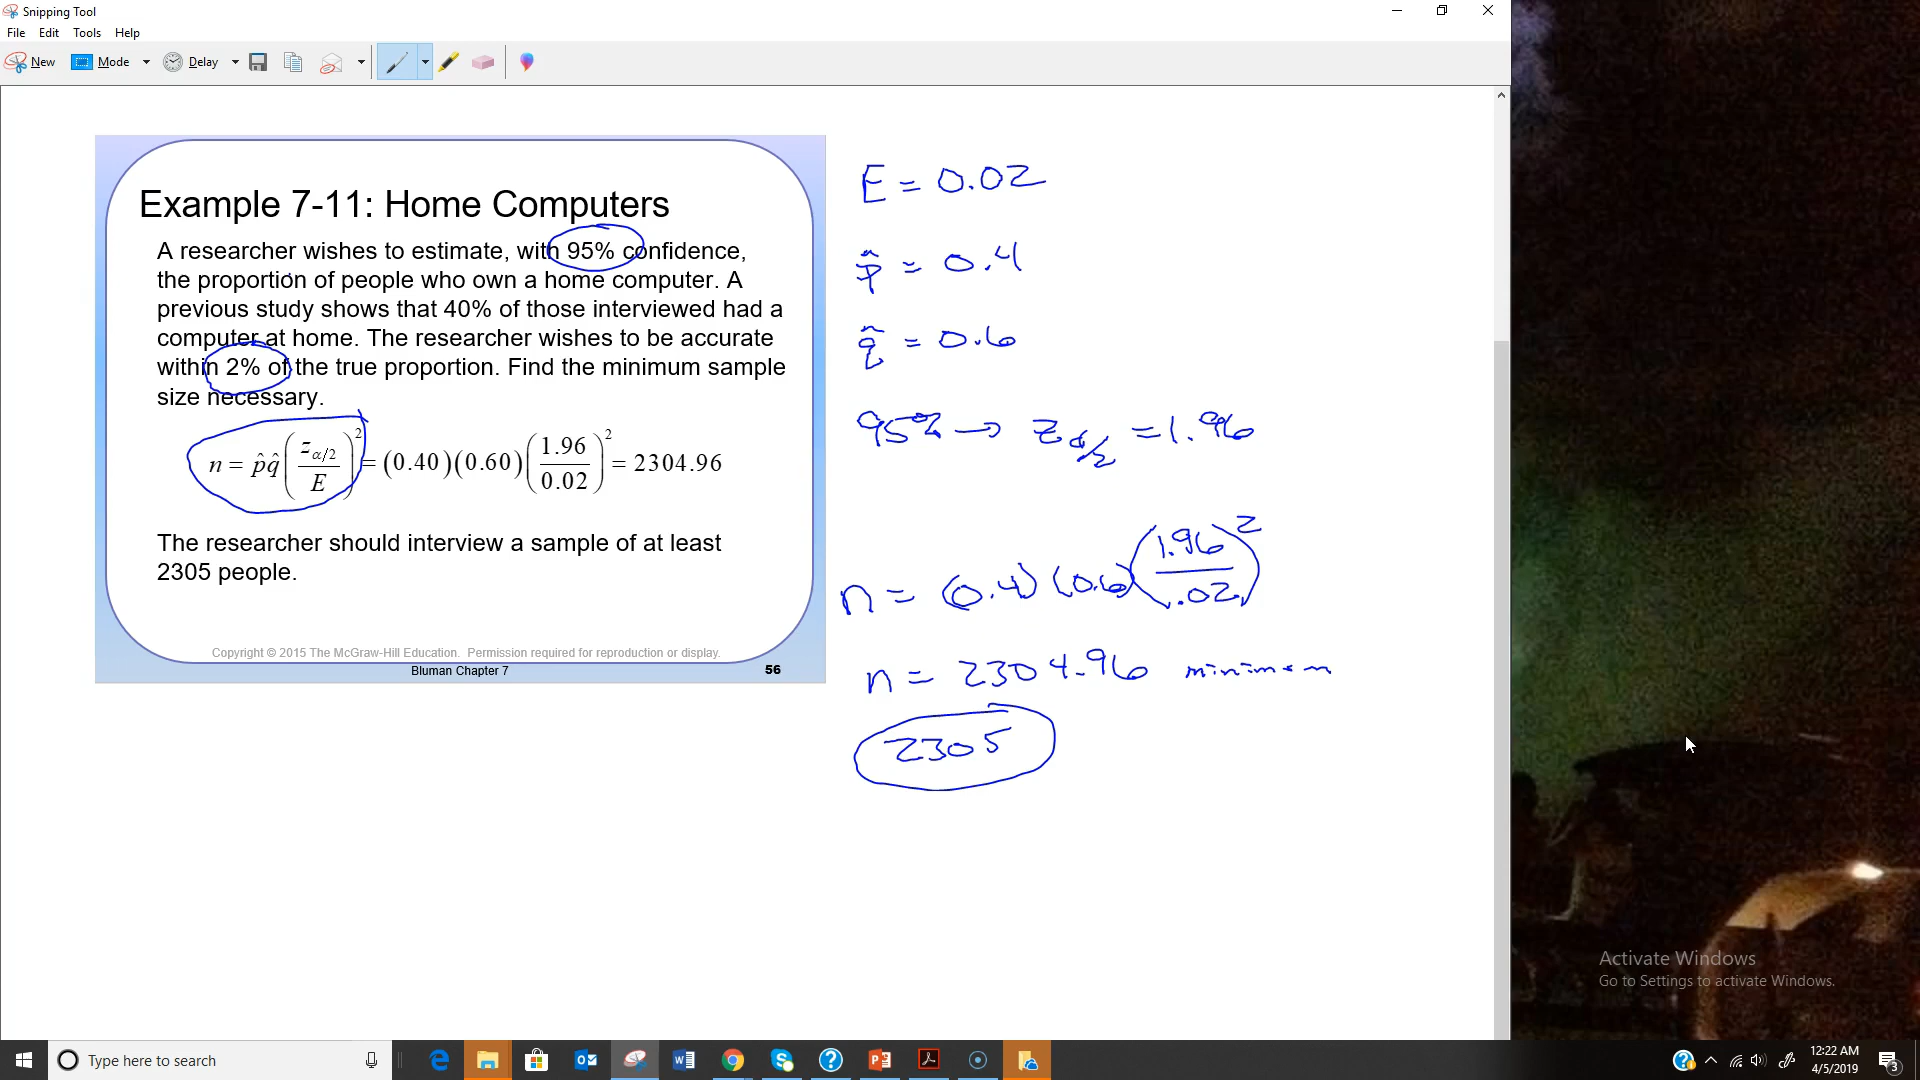 Snipping Tool
File Edit Tools Help
New Mode Delay
Example 7-11: Home Computers
A researcher wishes to estimate, with 95% confidence,
the proportion of people who own a home computer. A
previous study shows that 40% of those interviewed had a
computer at home. The researcher wishes to be accurate
within 2% of the true proportion. Find the minimum sample
size necessary.
n = p̂q̂(z_α/2 / E)² = (0.40)(0.60)(1.96 / 0.02)² = 2304.96
The researcher should interview a sample of at least
2305 people.
Copyright © 2015 The McGraw-Hill Education. Permission required for reproduction or display.
Bluman Chapter 7
56
E = 0.02
p̂ = 0.4
q̂ = 0.6
95% → z_α/2 = 1.96
n = (0.4)(0.6)(1.96 / .02)²
n = 2304.96 minimum
2305
Activate Windows
Go to Settings to activate Windows.
Type here to search
12:22 AM
4/5/2019
3